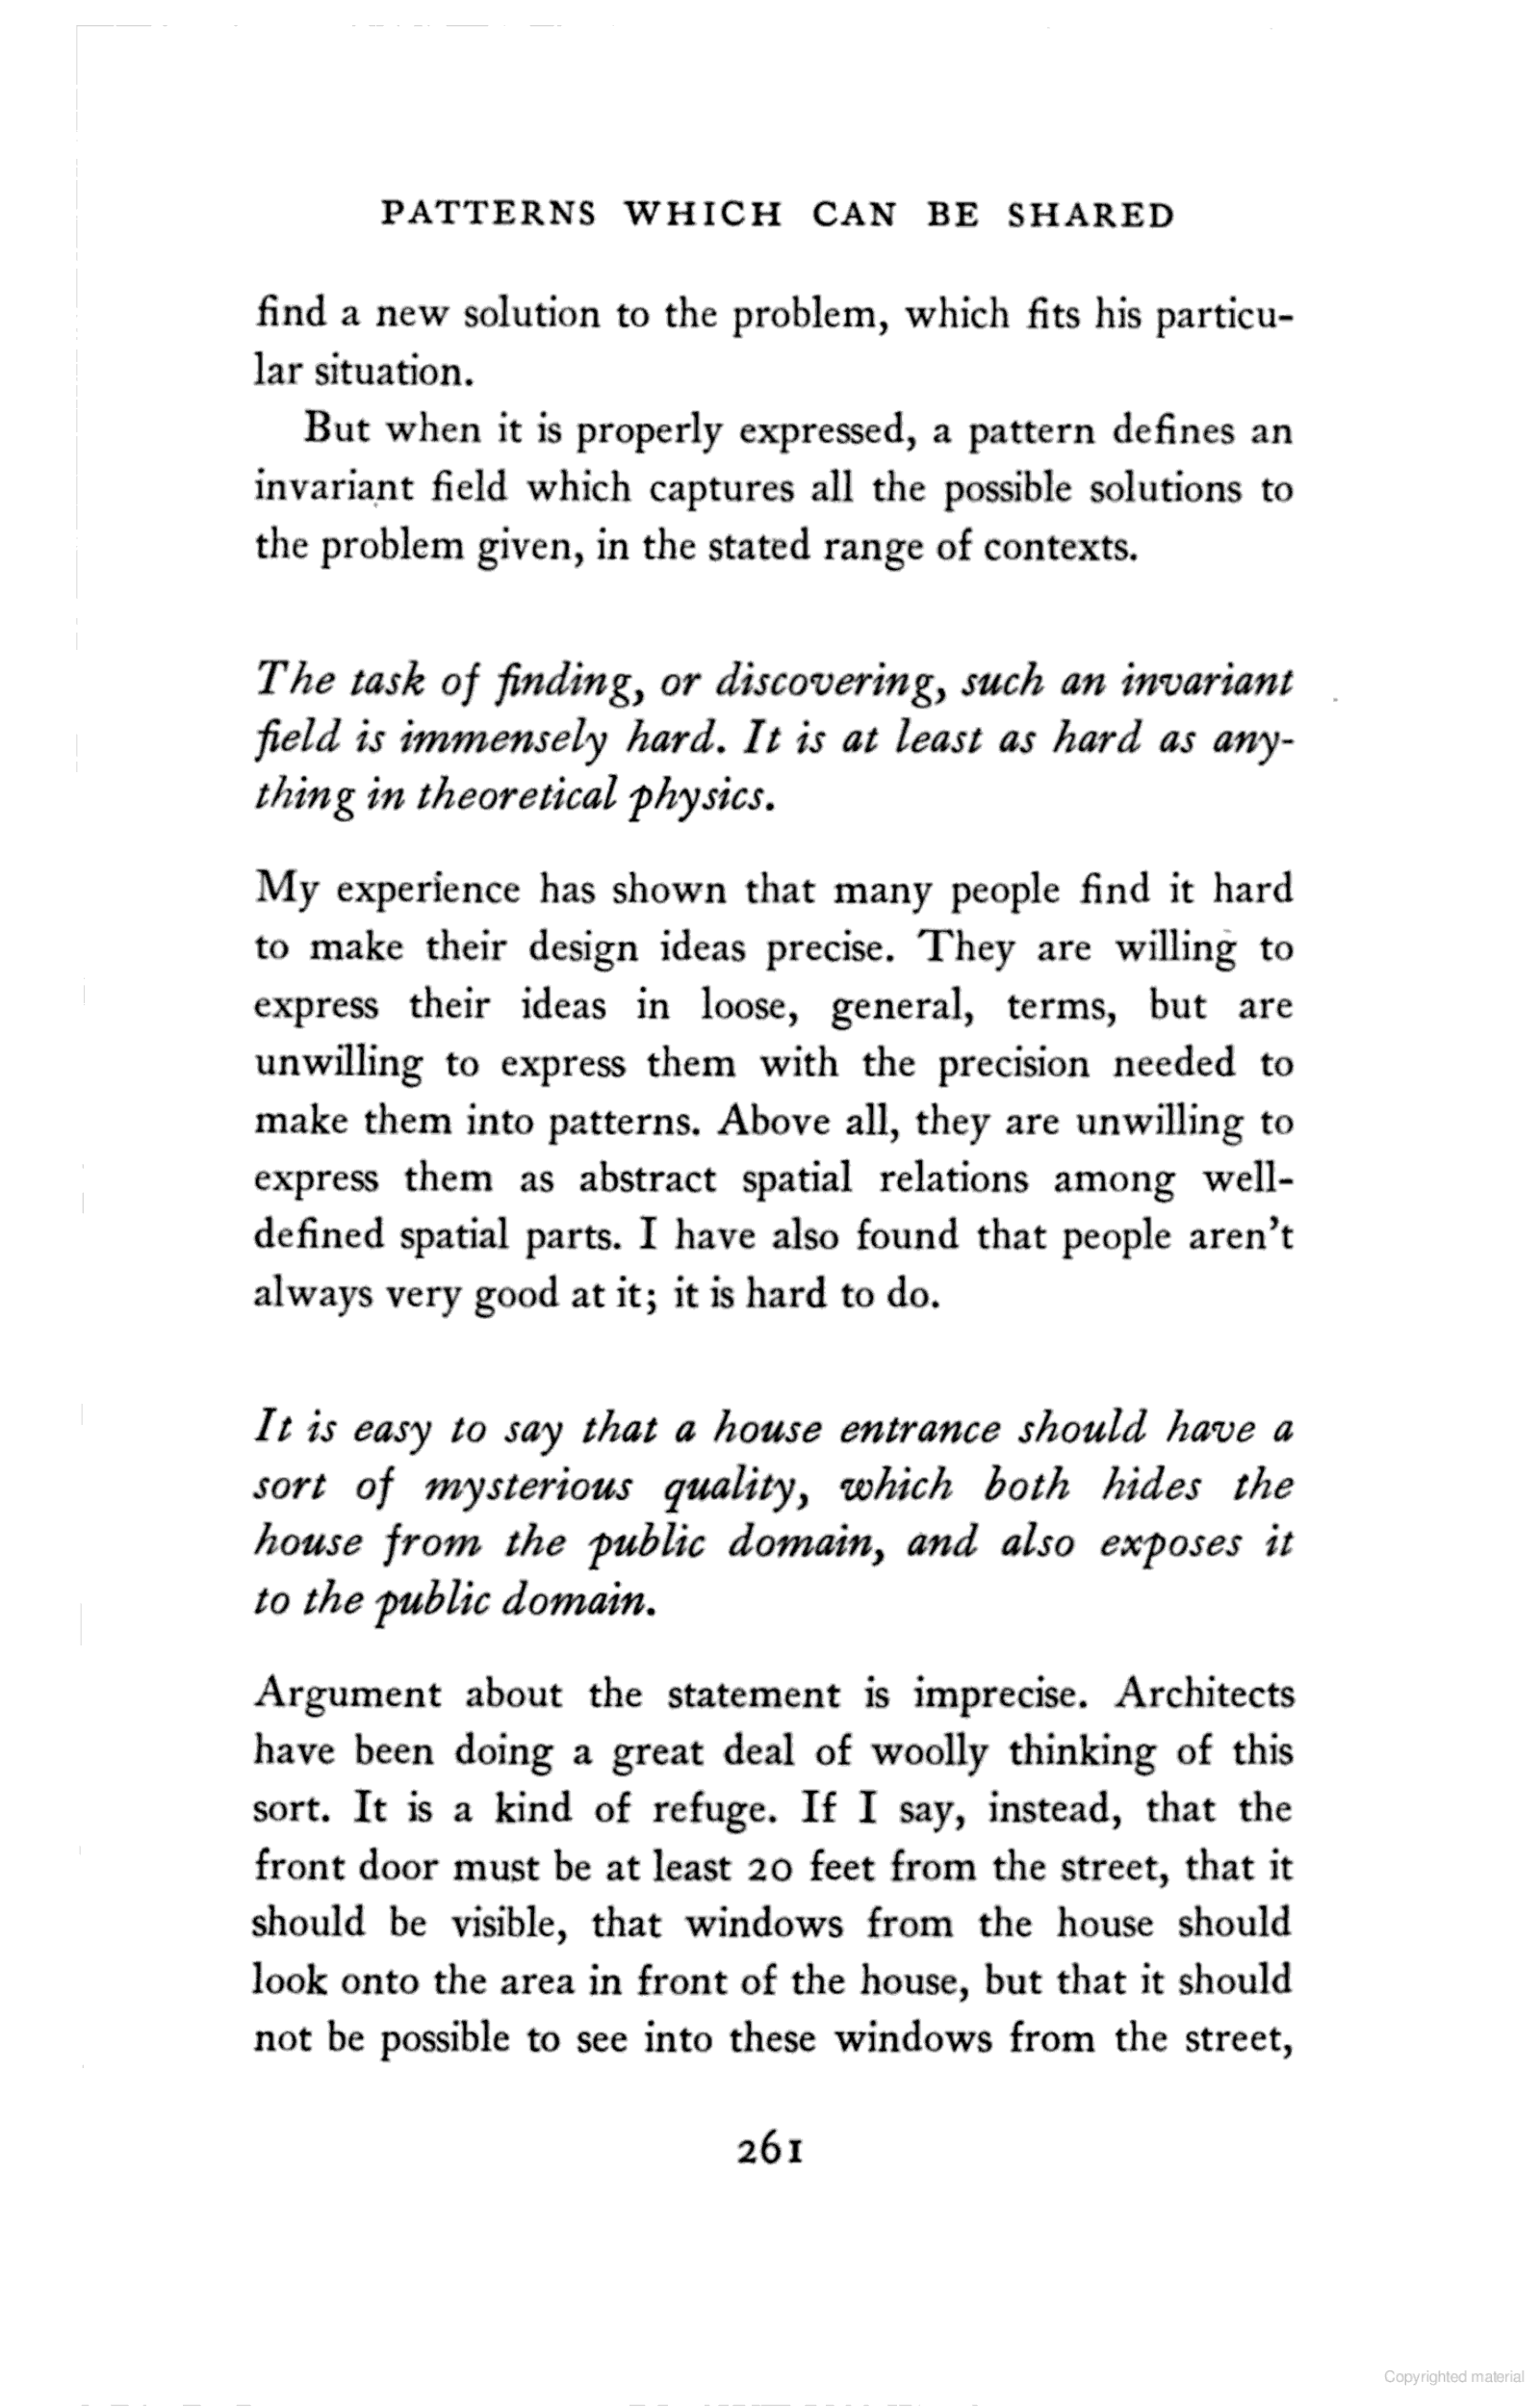 PATTERNS WHICH CAN BE SHARED
find a new solution to the problem, which fits his particu-
lar situation.
But when it is properly expressed, a pattern defines an
invariant field which captures all the possible solutions to
the problem given, in the stated range of contexts.
The task of finding, or discovering, such an invariant
field is immensely hard. It is at least as hard as any-
thing in theoretical physics.
My experience has shown that many people find it hard
to make their design ideas precise. They are willing to
express their ideas in loose, general, terms, but are
unwilling to express them with the precision needed to
make them into patterns. Above all, they are unwilling to
express them as abstract spatial relations among well-
defined spatial parts. I have also found that people aren't
always very good at it; it is hard to do.
It is easy to say that a house entrance should have a
sort of mysterious quality, which both hides the
house from the public domain, and also exposes it
to the public domain.
Argument about the statement is imprecise. Architects
have been doing a great deal of woolly thinking of this
sort. It is a kind of refuge. If I say, instead, that the
front door must be at least 20 feet from the street, that it
should be visible, that windows from the house should
look onto the area in front of the house, but that it should
not be possible to see into these windows from the street,
261
Copyrighted material